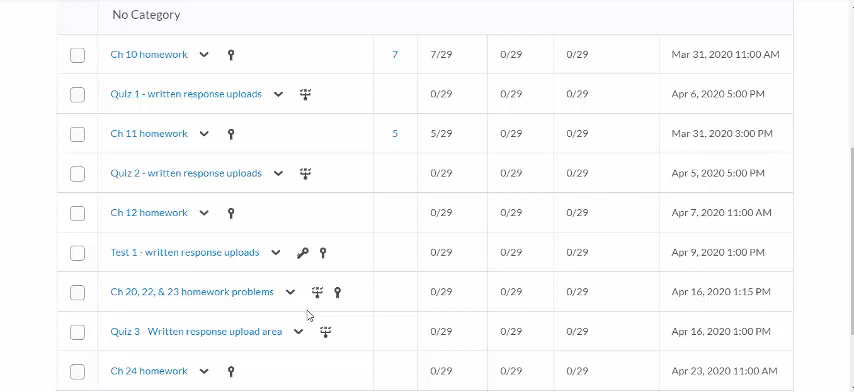 No Category
Ch 10 homework 7 7/29 0/29 0/29 Mar 31, 2020 11:00 AM
Quiz 1 - written response uploads 0/29 0/29 0/29 Apr 6, 2020 5:00 PM
Ch 11 homework 5 5/29 0/29 0/29 Mar 31, 2020 3:00 PM
Quiz 2 - written response uploads 0/29 0/29 0/29 Apr 5, 2020 5:00 PM
Ch 12 homework 0/29 0/29 0/29 Apr 7, 2020 11:00 AM
Test 1 - written response uploads 0/29 0/29 0/29 Apr 9, 2020 1:00 PM
Ch 20, 22, & 23 homework problems 0/29 0/29 0/29 Apr 16, 2020 1:15 PM
Quiz 3 - Written response upload area 0/29 0/29 0/29 Apr 16, 2020 1:00 PM
Ch 24 homework 0/29 0/29 0/29 Apr 23, 2020 11:00 AM